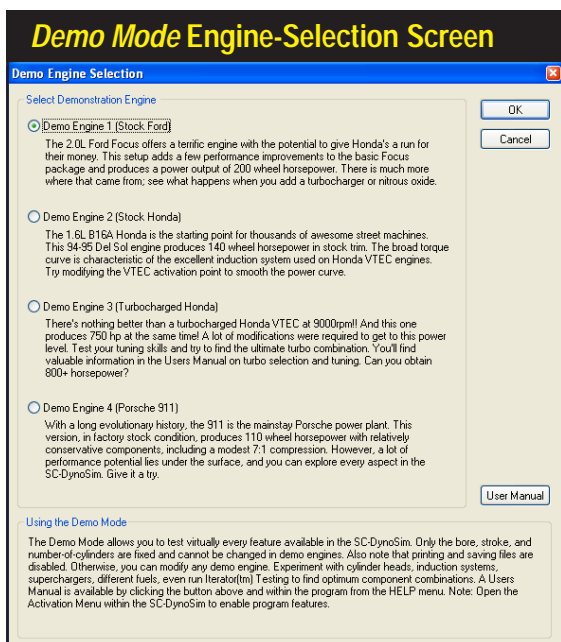 Demo Mode Engine-Selection Screen
Demo Engine Selection
Select Demonstration Engine
OK
Cancel
Demo Engine 1 (Stock Ford)
The 2.0L Ford Focus offers a terrific engine with the potential to give Honda's a run for
their money. This setup adds a few performance improvements to the basic Focus
package and produces a power output of 200 wheel horsepower. There is much more
where that came from; see what happens when you add a turbocharger or nitrous oxide.
Demo Engine 2 (Stock Honda)
The 1.6L B16A Honda is the starting point for thousands of awesome street machines.
This 94-95 Del Sol engine produces 140 wheel horsepower in stock trim. The broad torque
curve is characteristic of the excellent induction system used on Honda VTEC engines.
Try modifying the VTEC activation point to smooth the power curve.
Demo Engine 3 (Turbocharged Honda)
There's nothing better than a turbocharged Honda VTEC at 9000rpm!! And this one
produces 750 hp at the same time! A lot of modifications were required to get to this power
level. Test your tuning skills and try to find the ultimate turbo combination. You'll find
valuable information in the Users Manual on turbo selection and tuning. Can you obtain
800+ horsepower?
Demo Engine 4 (Porsche 911)
With a long evolutionary history, the 911 is the mainstay Porsche power plant. This
version, in factory stock condition, produces 110 wheel horsepower with relatively
conservative components, including a modest 7:1 compression. However, a lot of
performance potential lies under the surface, and you can explore every aspect in the
SC-DynoSim. Give it a try.
User Manual
Using the Demo Mode
The Demo Mode allows you to test virtually every feature available in the SC-DynoSim. Only the bore, stroke, and
number-of-cylinders are fixed and cannot be changed in demo engines. Also note that printing and saving files are
disabled. Otherwise, you can modify any demo engine. Experiment with cylinder heads, induction systems,
superchargers, different fuels, even run Iterator(tm) Testing to find optimum component combinations. A Users
Manual is available by clicking the button above and within the program from the HELP menu. Note: Open the
Activation Menu within the SC-DynoSim to enable program features.